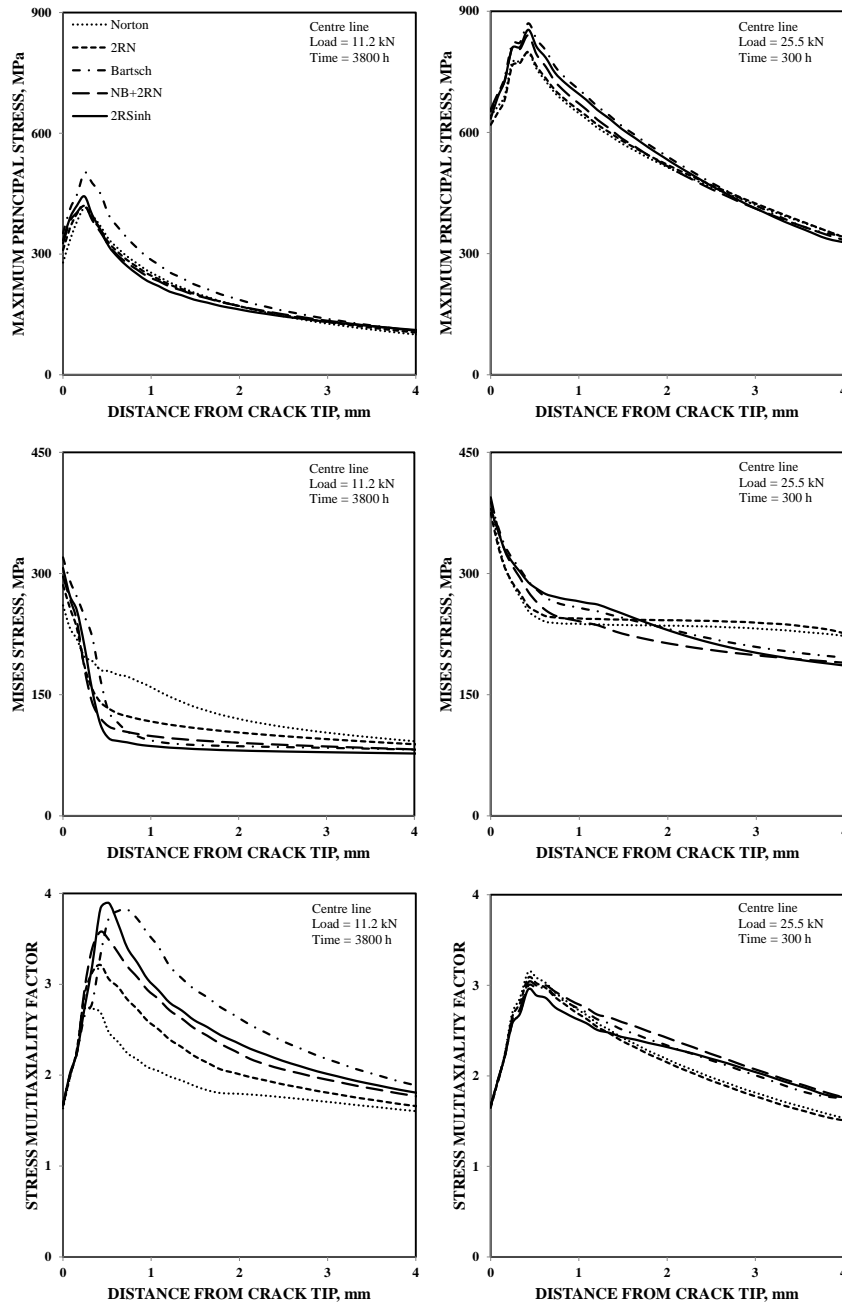 MAXIMUM PRINCIPAL STRESS, MPa
900
600
300
0
Norton
2RN
Bartsch
NB+2RN
2RSinh
Centre line
Load = 11.2 kN
Time = 3800 h
0 1 2 3 4
DISTANCE FROM CRACK TIP, mm
MAXIMUM PRINCIPAL STRESS, MPa
900
600
300
0
Centre line
Load = 25.5 kN
Time = 300 h
0 1 2 3 4
DISTANCE FROM CRACK TIP, mm
MISES STRESS, MPa
450
300
150
0
Centre line
Load = 11.2 kN
Time = 3800 h
0 1 2 3 4
DISTANCE FROM CRACK TIP, mm
MISES STRESS, MPa
450
300
150
0
Centre line
Load = 25.5 kN
Time = 300 h
0 1 2 3 4
DISTANCE FROM CRACK TIP, mm
STRESS MULTIAXIALITY FACTOR
4
3
2
1
0
Centre line
Load = 11.2 kN
Time = 3800 h
0 1 2 3 4
DISTANCE FROM CRACK TIP, mm
STRESS MULTIAXIALITY FACTOR
4
3
2
1
0
Centre line
Load = 25.5 kN
Time = 300 h
0 1 2 3 4
DISTANCE FROM CRACK TIP, mm